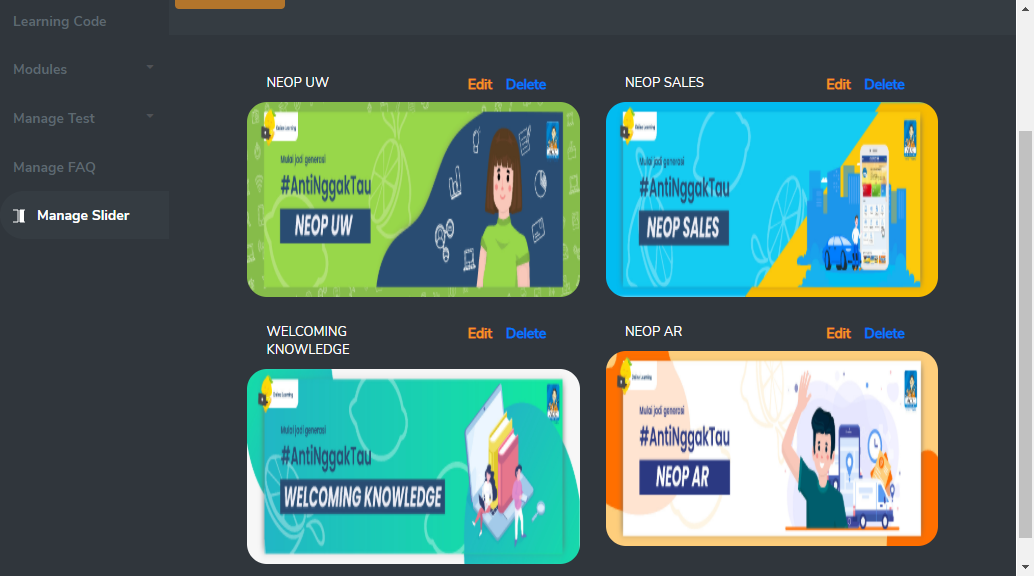 Learning Code
Modules
Manage Test
Manage FAQ
Manage Slider
NEOP UW
Edit Delete
Online Learning
Mulai jadi generasi
#AntiNggakTau
NEOP UW
NEOP SALES
Edit Delete
Online Learning
Mulai jadi generasi
#AntiNggakTau
NEOP SALES
WELCOMING
KNOWLEDGE
Edit Delete
Online Learning
Mulai jadi generasi
#AntiNggakTau
WELCOMING KNOWLEDGE
NEOP AR
Edit Delete
Online Learning
Mulai jadi generasi
#AntiNggakTau
NEOP AR